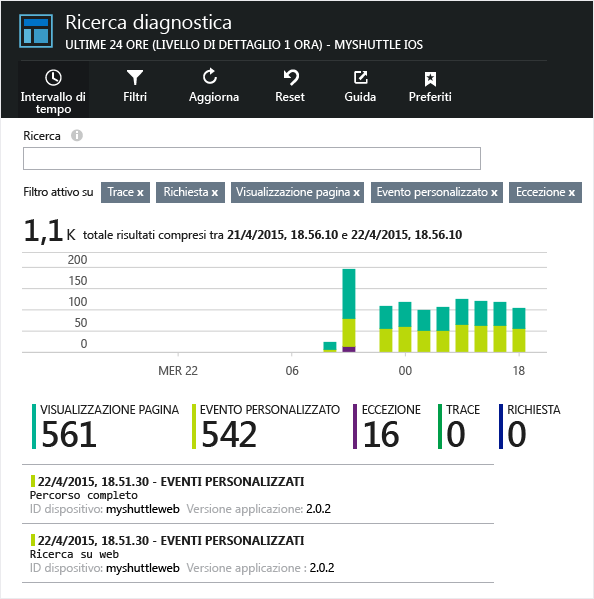 Ricerca diagnostica
ULTIME 24 ORE (LIVELLO DI DETTAGLIO 1 ORA) - MYSHUTTLE IOS
Intervallo di tempo
Filtri
Aggiorna
Reset
Guida
Preferiti
Ricerca
Filtro attivo su Trace x Richiesta x Visualizzazione pagina x Evento personalizzato x Eccezione x
1,1 K totale risultati compresi tra 21/4/2015, 18.56.10 e 22/4/2015, 18.56.10
200
150
100
50
0
MER 22 06 00 18
VISUALIZZAZIONE PAGINA EVENTO PERSONALIZZATO ECCEZIONE TRACE RICHIESTA
561 542 16 0 0
22/4/2015, 18.51.30 - EVENTI PERSONALIZZATI
Percorso completo
ID dispositivo: myshuttleweb Versione applicazione: 2.0.2
22/4/2015, 18.51.30 - EVENTI PERSONALIZZATI
Ricerca su web
ID dispositivo: myshuttleweb Versione applicazione : 2.0.2